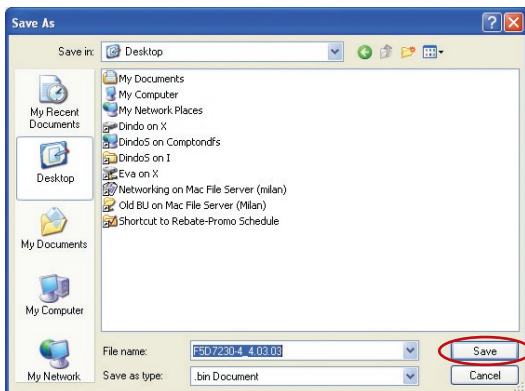 Save As
Save in: Desktop
My Recent
Documents
Desktop
My Documents
My Computer
My Network
My Documents
My Computer
My Network Places
Dindo on X
DindoS on Comptondfs
DindoS on I
Eva on X
Networking on Mac File Server (milan)
Old BU on Mac File Server (Milan)
Shortcut to Rebate-Promo Schedule
File name: F5D7230-4_4.03.03 Save
Save as type: .bin Document Cancel